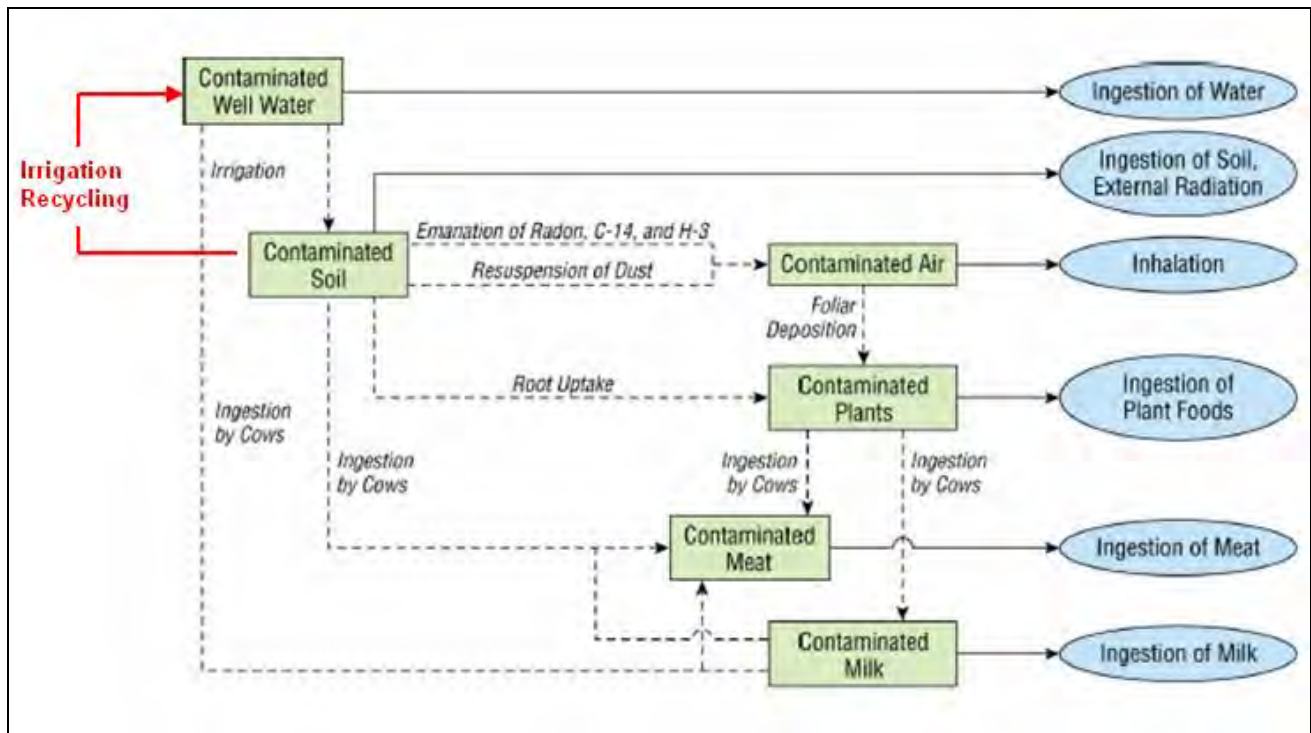 Contaminated
Well Water
Ingestion of Water
Irrigation
Recycling
Irrigation
Ingestion of Soil,
External Radiation
Contaminated
Soil
Emanation of Radon, C-14, and H-3
Resuspension of Dust
Contaminated Air
Inhalation
Foliar
Deposition
Root Uptake
Contaminated
Plants
Ingestion of
Plant Foods
Ingestion
by Cows
Ingestion
by Cows
Ingestion
by Cows
Ingestion
by Cows
Contaminated
Meat
Ingestion of Meat
Contaminated
Milk
Ingestion of Milk